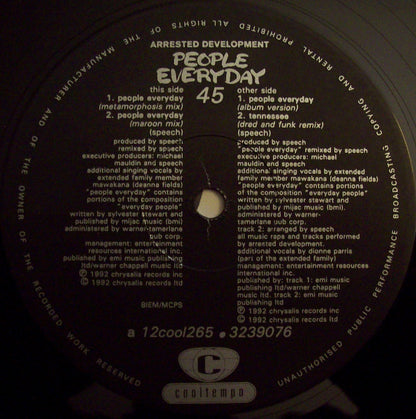 ARRESTED DEVELOPMENT
PEOPLE
EVERYDAY
45
this side
1. people everyday
(metamorphosis mix)
2. people everyday
(maroon mix)
(speech)
produced by speech
remixed by speech
executive producers: michael
mauldin and speech
additional singing vocals by
extended family member
mawakana (deanna fields)
"people everyday" contains
portions of the composition
"everyday people"
written by sylvester stewart and
published by mijac music (bmi).
administered by warner-tamerlane
uub corp.
management: entertainment
resources international inc.
published by emi music publishing
ltd/warner chappell music ltd
℗ 1992 chrysalis records inc
© 1992 chrysalis records ltd
BIEM/MCPS
other side
1. people everyday
(album version)
2. tennessee
(dred and funk remix)
(speech)
produced by speech
"people everyday" remixed by speech
executive producers: michael
mauldin and speech
additional singing vocals by extended
family member mawakana (deanna fields)
"people everyday" contains portions
of the composition "everyday people"
written by sylvester stewart and
published by mijac music (bmi).
administered by warner-
tamerlane uub corp.
track 2: arranged by speech
all music raps and tracks performed
by arrested development.
additional vocals by dionne parris
(part of the extended family)
management: entertainment resources
international inc.
published by: track 1: emi music
publishing ltd/warner chappell
music ltd. track 2: emi music
publishing ltd
℗ 1992 chrysalis records inc
© 1992 chrysalis records ltd
a 12cool265 • 3239076
C
cooltempo
ALL RIGHTS OF THE MANUFACTURER AND OF THE OWNER OF THE RECORDED WORK RESERVED
UNAUTHORISED PUBLIC PERFORMANCE BROADCASTING COPYING AND RENTAL PROHIBITED